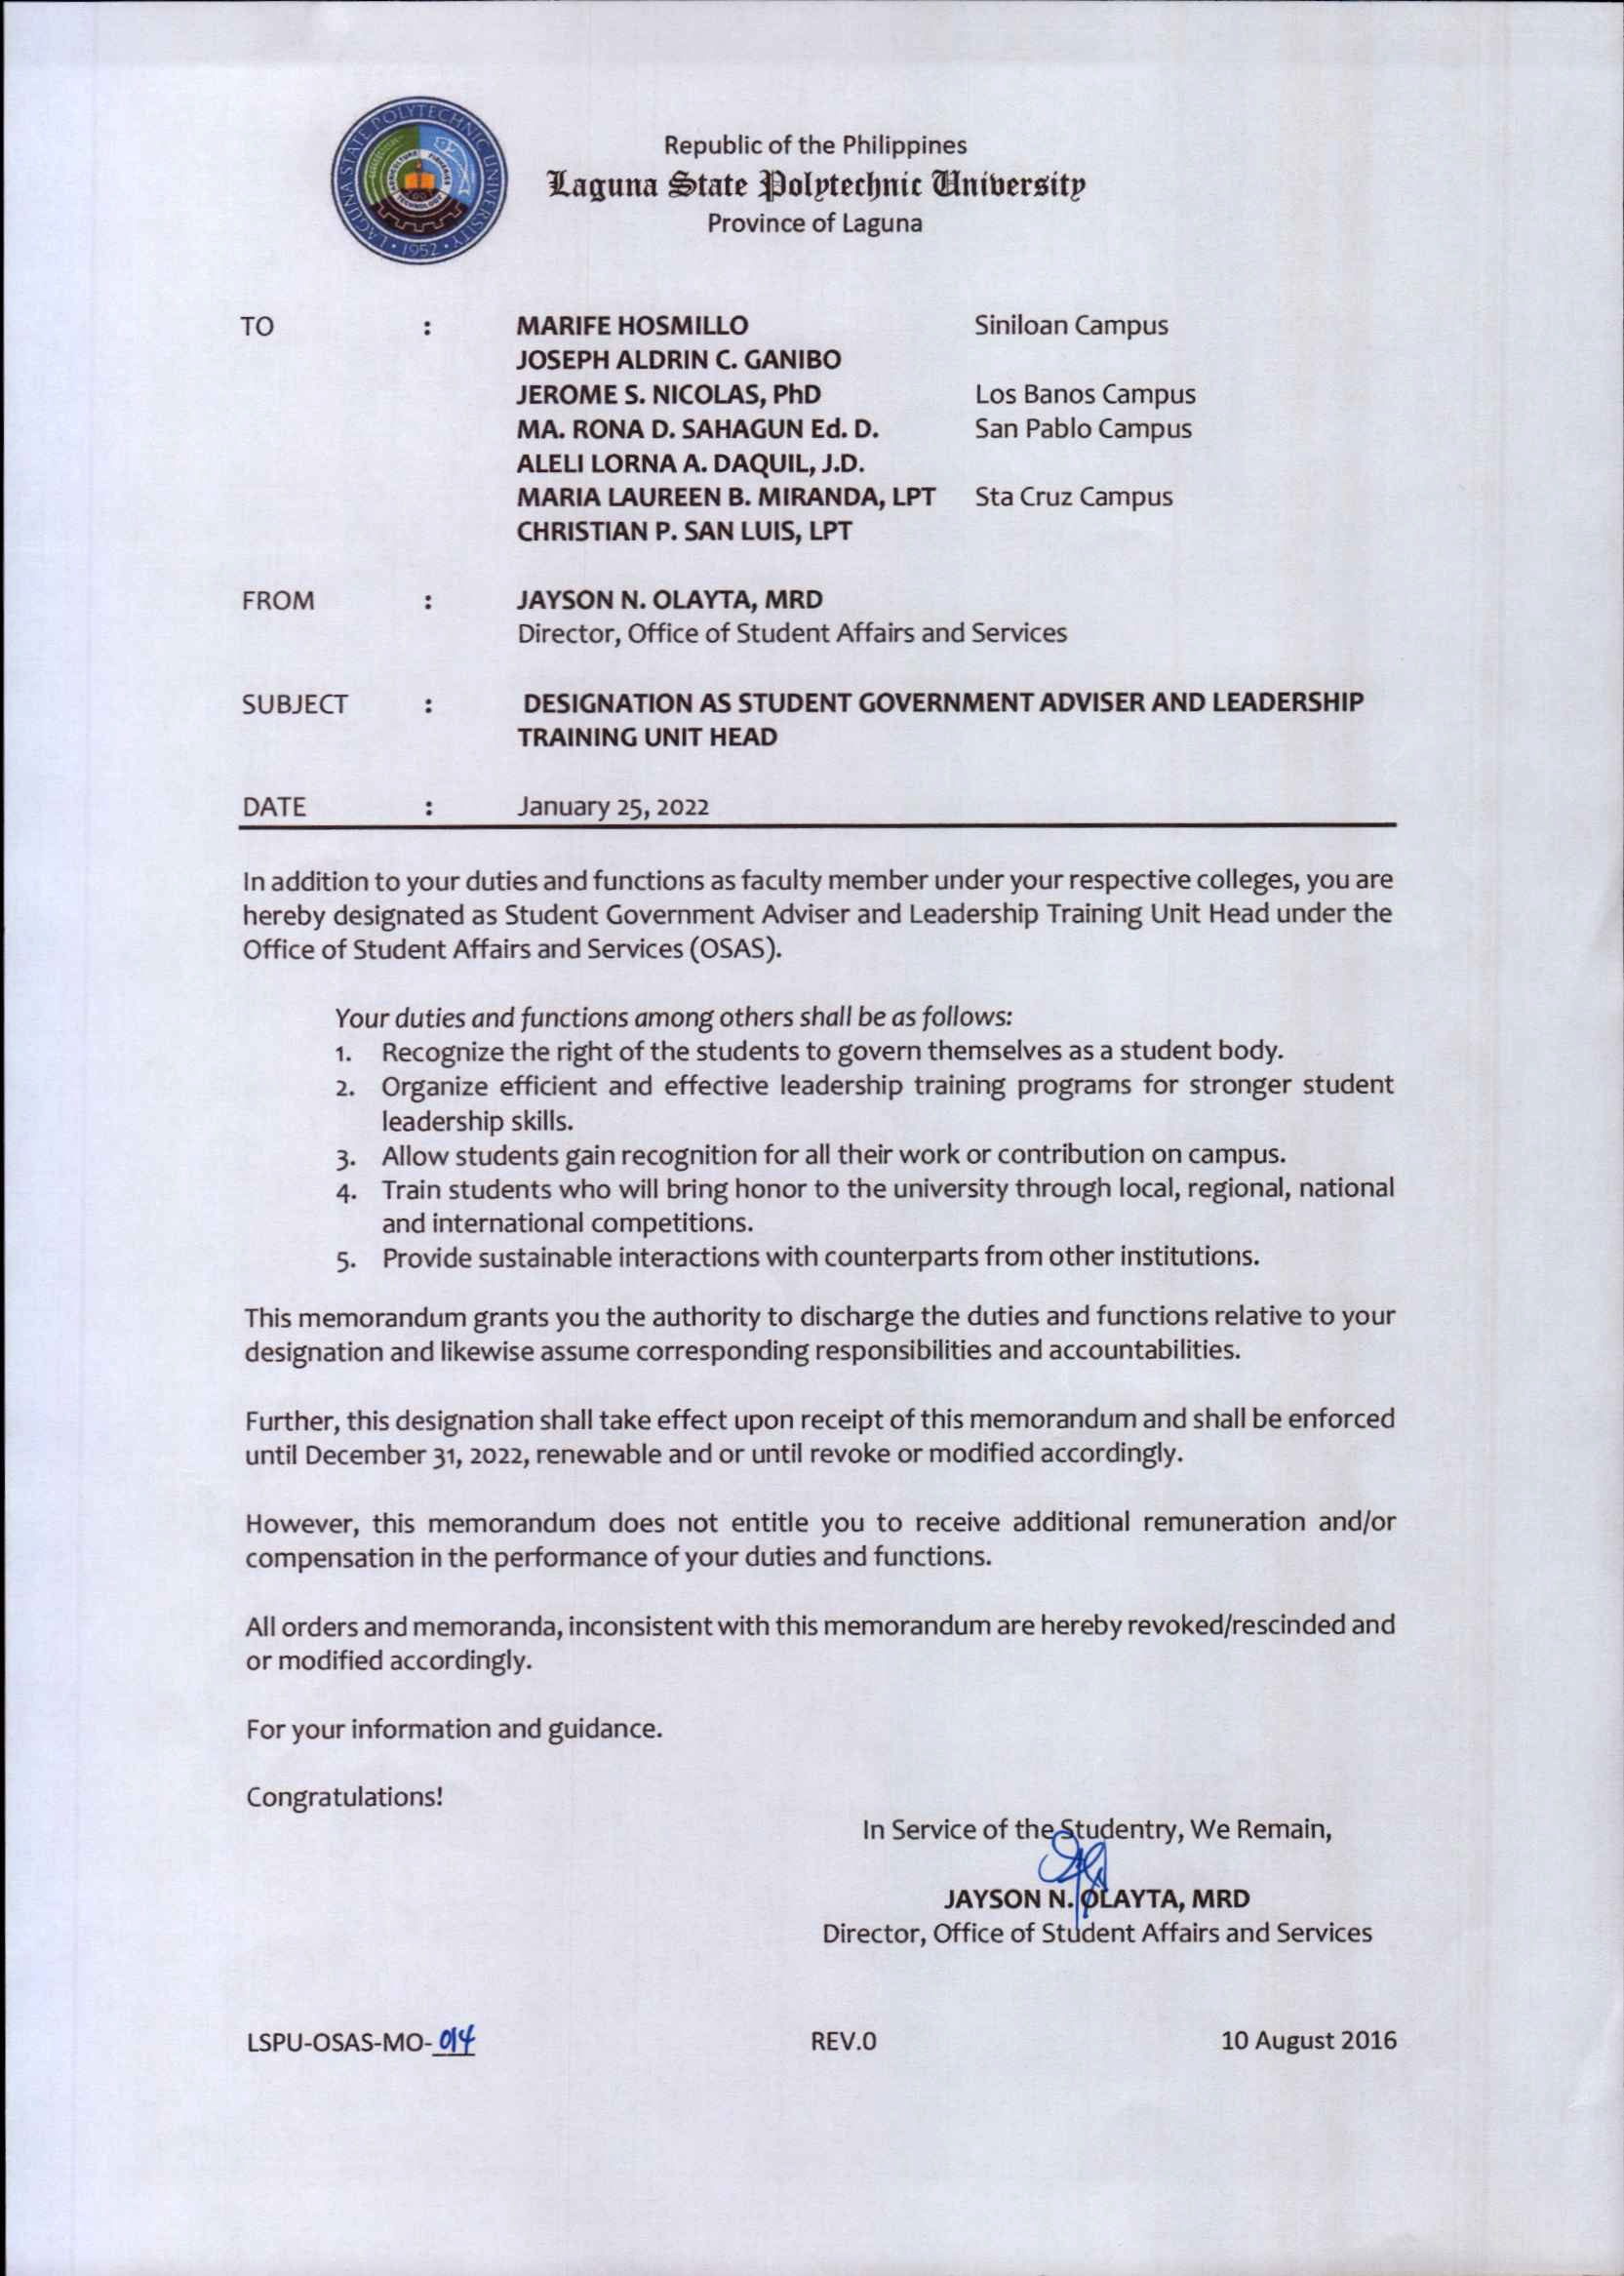 LAGUNA STATE POLYTECHNIC UNIVERSITY
AGRICULTURE FISHERIES
TECHNOLOGY
1952
Republic of the Philippines
Laguna State Polytechnic University
Province of Laguna
TO : MARIFE HOSMILLO Siniloan Campus
JOSEPH ALDRIN C. GANIBO
JEROME S. NICOLAS, PhD Los Banos Campus
MA. RONA D. SAHAGUN Ed. D. San Pablo Campus
ALELI LORNA A. DAQUIL, J.D.
MARIA LAUREEN B. MIRANDA, LPT Sta Cruz Campus
CHRISTIAN P. SAN LUIS, LPT
FROM : JAYSON N. OLAYTA, MRD
Director, Office of Student Affairs and Services
SUBJECT : DESIGNATION AS STUDENT GOVERNMENT ADVISER AND LEADERSHIP
TRAINING UNIT HEAD
DATE : January 25, 2022
In addition to your duties and functions as faculty member under your respective colleges, you are
hereby designated as Student Government Adviser and Leadership Training Unit Head under the
Office of Student Affairs and Services (OSAS).
Your duties and functions among others shall be as follows:
1. Recognize the right of the students to govern themselves as a student body.
2. Organize efficient and effective leadership training programs for stronger student
leadership skills.
3. Allow students gain recognition for all their work or contribution on campus.
4. Train students who will bring honor to the university through local, regional, national
and international competitions.
5. Provide sustainable interactions with counterparts from other institutions.
This memorandum grants you the authority to discharge the duties and functions relative to your
designation and likewise assume corresponding responsibilities and accountabilities.
Further, this designation shall take effect upon receipt of this memorandum and shall be enforced
until December 31, 2022, renewable and or until revoke or modified accordingly.
However, this memorandum does not entitle you to receive additional remuneration and/or
compensation in the performance of your duties and functions.
All orders and memoranda, inconsistent with this memorandum are hereby revoked/rescinded and
or modified accordingly.
For your information and guidance.
Congratulations!
In Service of the Studentry, We Remain,
JAYSON N. OLAYTA, MRD
Director, Office of Student Affairs and Services
LSPU-OSAS-MO-014 REV.0 10 August 2016